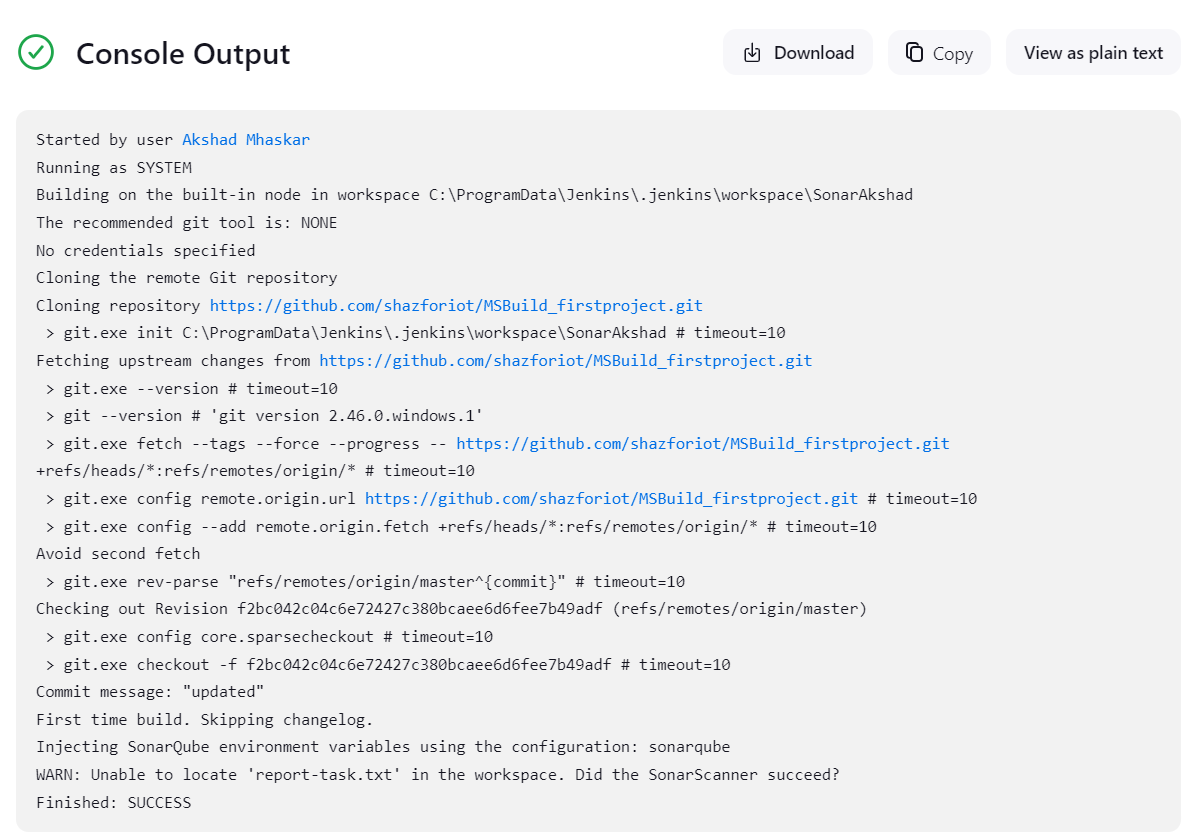 Console Output
Download
Copy
View as plain text
Started by user Akshad Mhaskar
Running as SYSTEM
Building on the built-in node in workspace C:\ProgramData\Jenkins\.jenkins\workspace\SonarAkshad
The recommended git tool is: NONE
No credentials specified
Cloning the remote Git repository
Cloning repository https://github.com/shazforiot/MSBuild_firstproject.git
 > git.exe init C:\ProgramData\Jenkins\.jenkins\workspace\SonarAkshad # timeout=10
Fetching upstream changes from https://github.com/shazforiot/MSBuild_firstproject.git
 > git.exe --version # timeout=10
 > git --version # 'git version 2.46.0.windows.1'
 > git.exe fetch --tags --force --progress -- https://github.com/shazforiot/MSBuild_firstproject.git
+refs/heads/*:refs/remotes/origin/* # timeout=10
 > git.exe config remote.origin.url https://github.com/shazforiot/MSBuild_firstproject.git # timeout=10
 > git.exe config --add remote.origin.fetch +refs/heads/*:refs/remotes/origin/* # timeout=10
Avoid second fetch
 > git.exe rev-parse "refs/remotes/origin/master^{commit}" # timeout=10
Checking out Revision f2bc042c04c6e72427c380bcaee6d6fee7b49adf (refs/remotes/origin/master)
 > git.exe config core.sparsecheckout # timeout=10
 > git.exe checkout -f f2bc042c04c6e72427c380bcaee6d6fee7b49adf # timeout=10
Commit message: "updated"
First time build. Skipping changelog.
Injecting SonarQube environment variables using the configuration: sonarqube
WARN: Unable to locate 'report-task.txt' in the workspace. Did the SonarScanner succeed?
Finished: SUCCESS